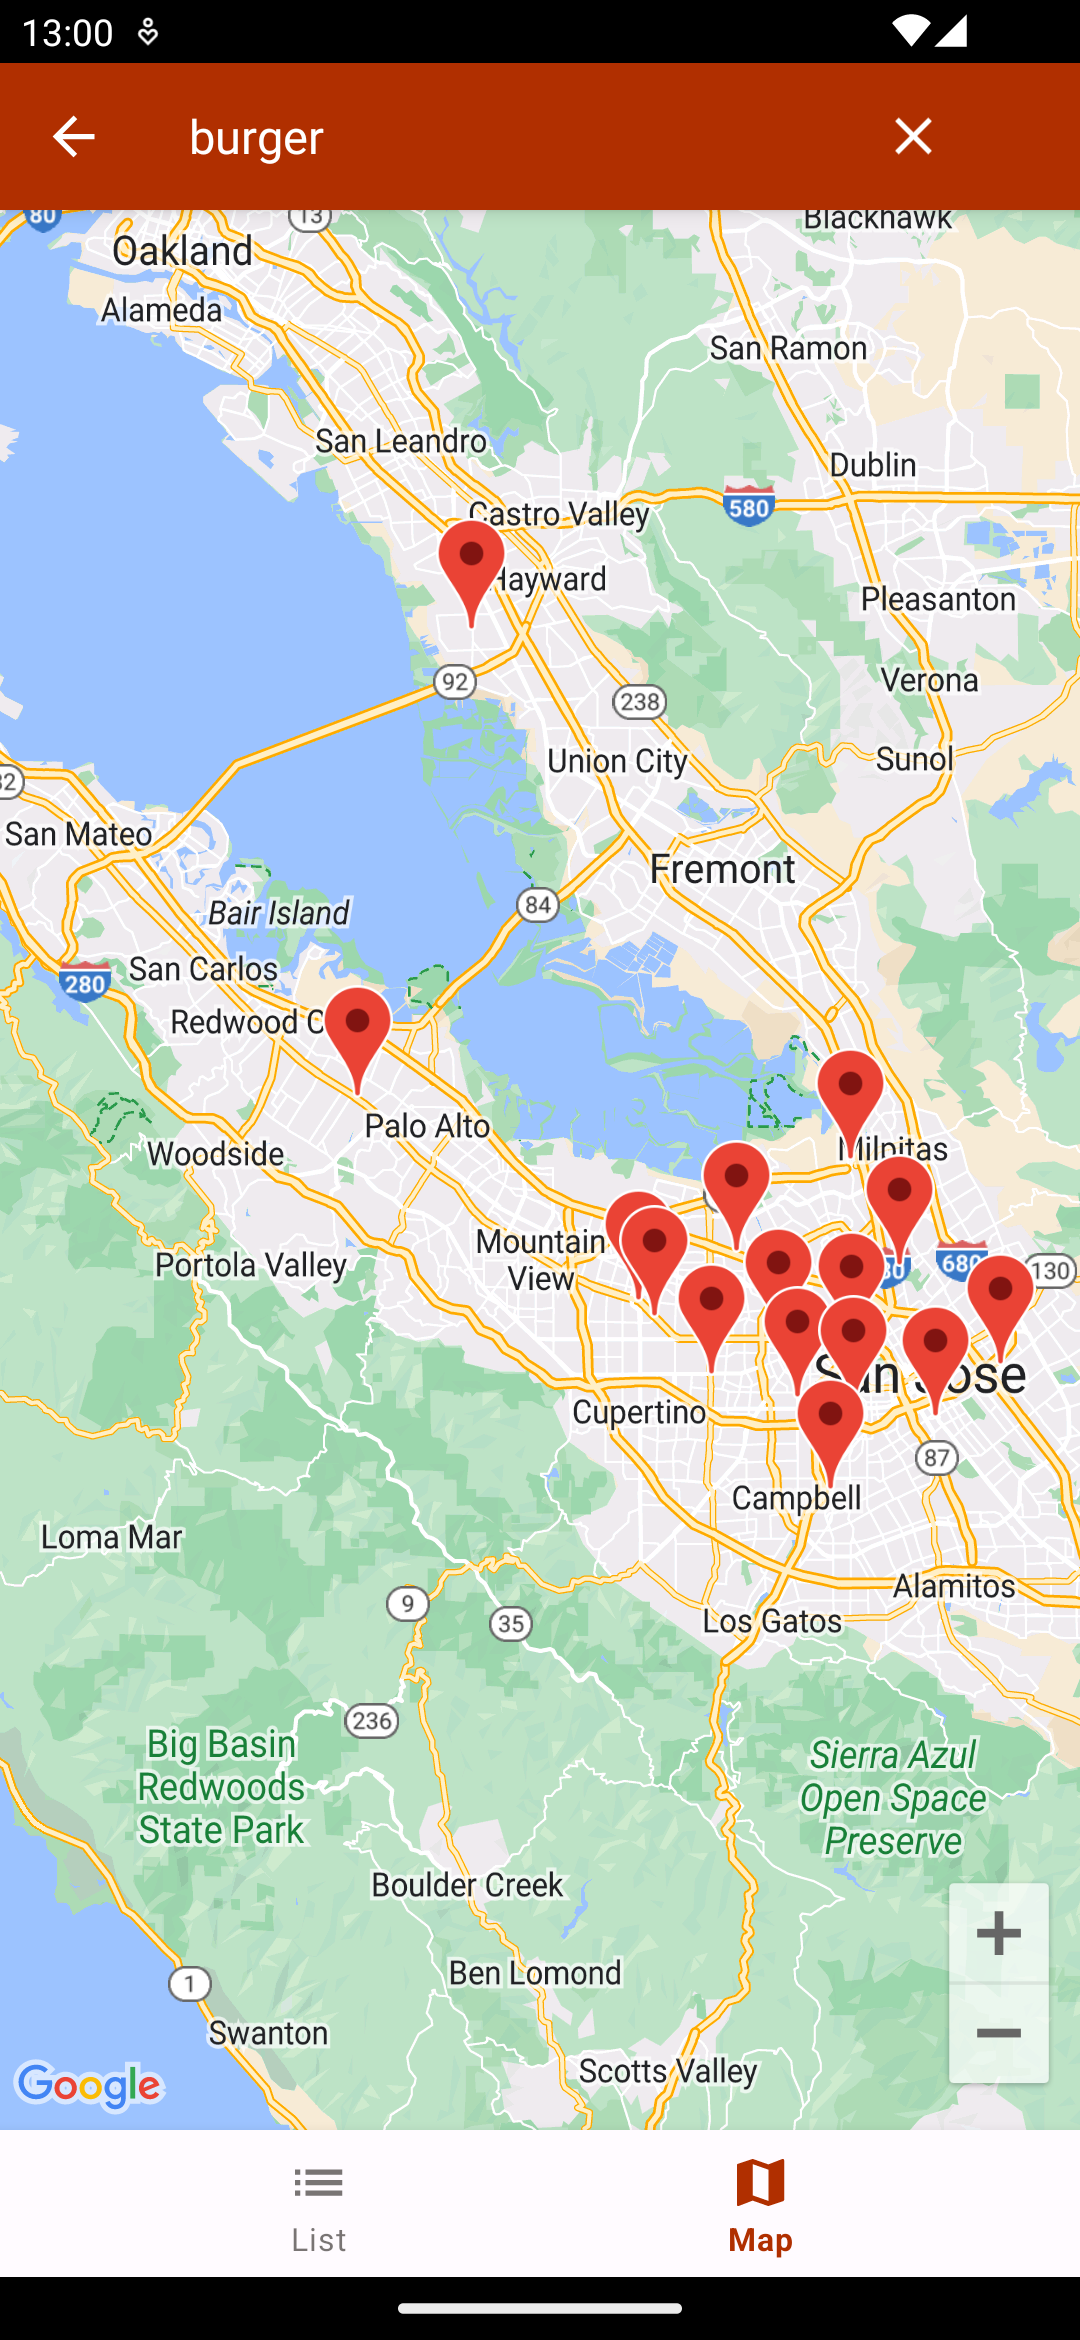 13:00
burger
80
13
Blackhawk
Oakland
Alameda
San Ramon
San Leandro
Dublin
Castro Valley
580
Hayward
Pleasanton
92
Verona
238
Union City
Sunol
San Mateo
Fremont
84
Bair Island
San Carlos
280
Redwood C
Palo Alto
Milpitas
Woodside
Mountain
View
Portola Valley
680
130
San Jose
Cupertino
87
Campbell
Loma Mar
Alamitos
9
35
Los Gatos
236
Big Basin
Redwoods
State Park
Sierra Azul
Open Space
Preserve
Boulder Creek
Ben Lomond
1
Swanton
Scotts Valley
Google
List
Map